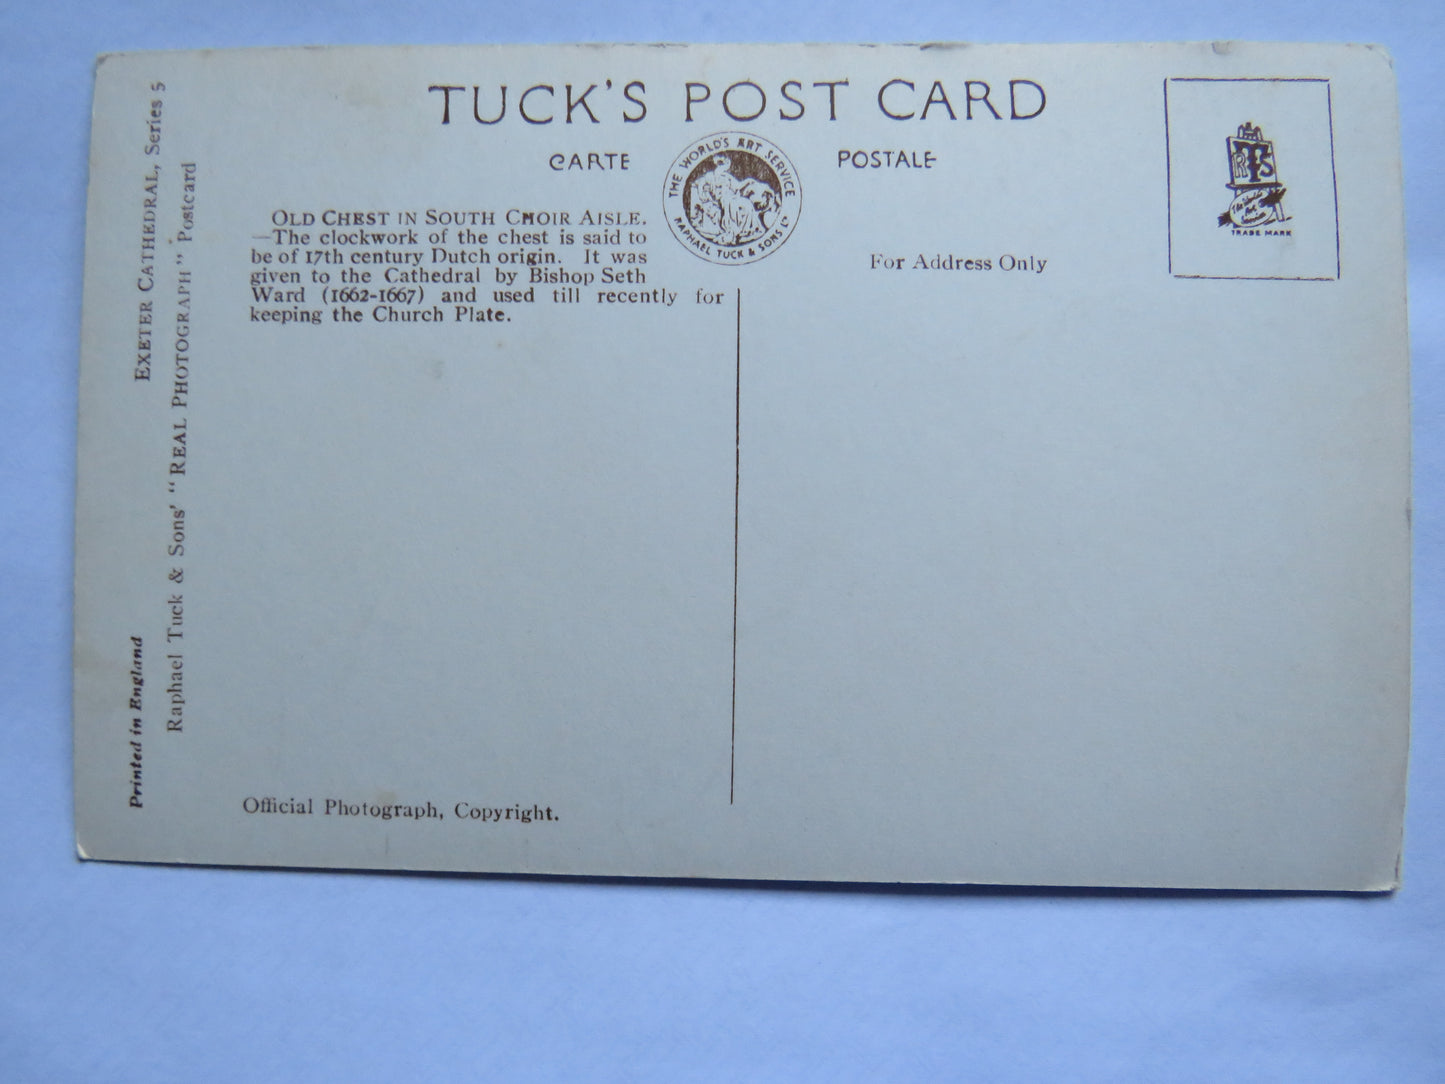 TUCK'S POST CARD
CARTE POSTALE
THE WORLD'S ART SERVICE
RAPHAEL TUCK & SONS LD
RTS
TRADE MARK
OLD CHEST IN SOUTH CHOIR AISLE.
—The clockwork of the chest is said to
be of 17th century Dutch origin. It was
given to the Cathedral by Bishop Seth
Ward (1662-1667) and used till recently for
keeping the Church Plate.
For Address Only
EXETER CATHEDRAL, Series 5
Raphael Tuck & Sons' "REAL PHOTOGRAPH" Postcard
Printed in England
Official Photograph, Copyright.